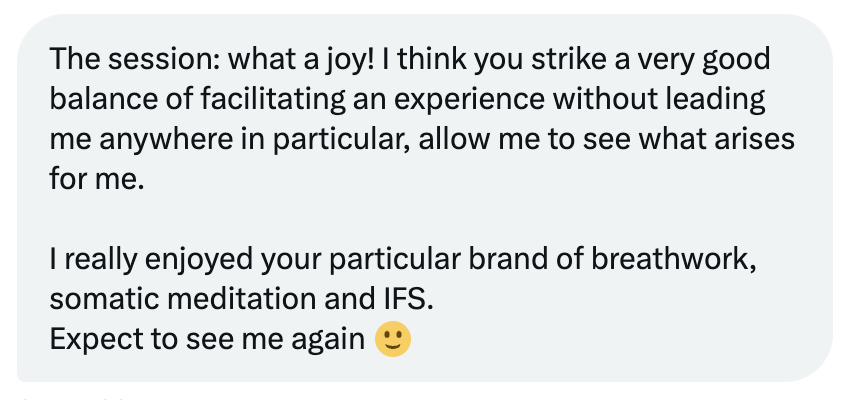 The session: what a joy! I think you strike a very good
balance of facilitating an experience without leading
me anywhere in particular, allow me to see what arises
for me.
I really enjoyed your particular brand of breathwork,
somatic meditation and IFS.
Expect to see me again 🙂